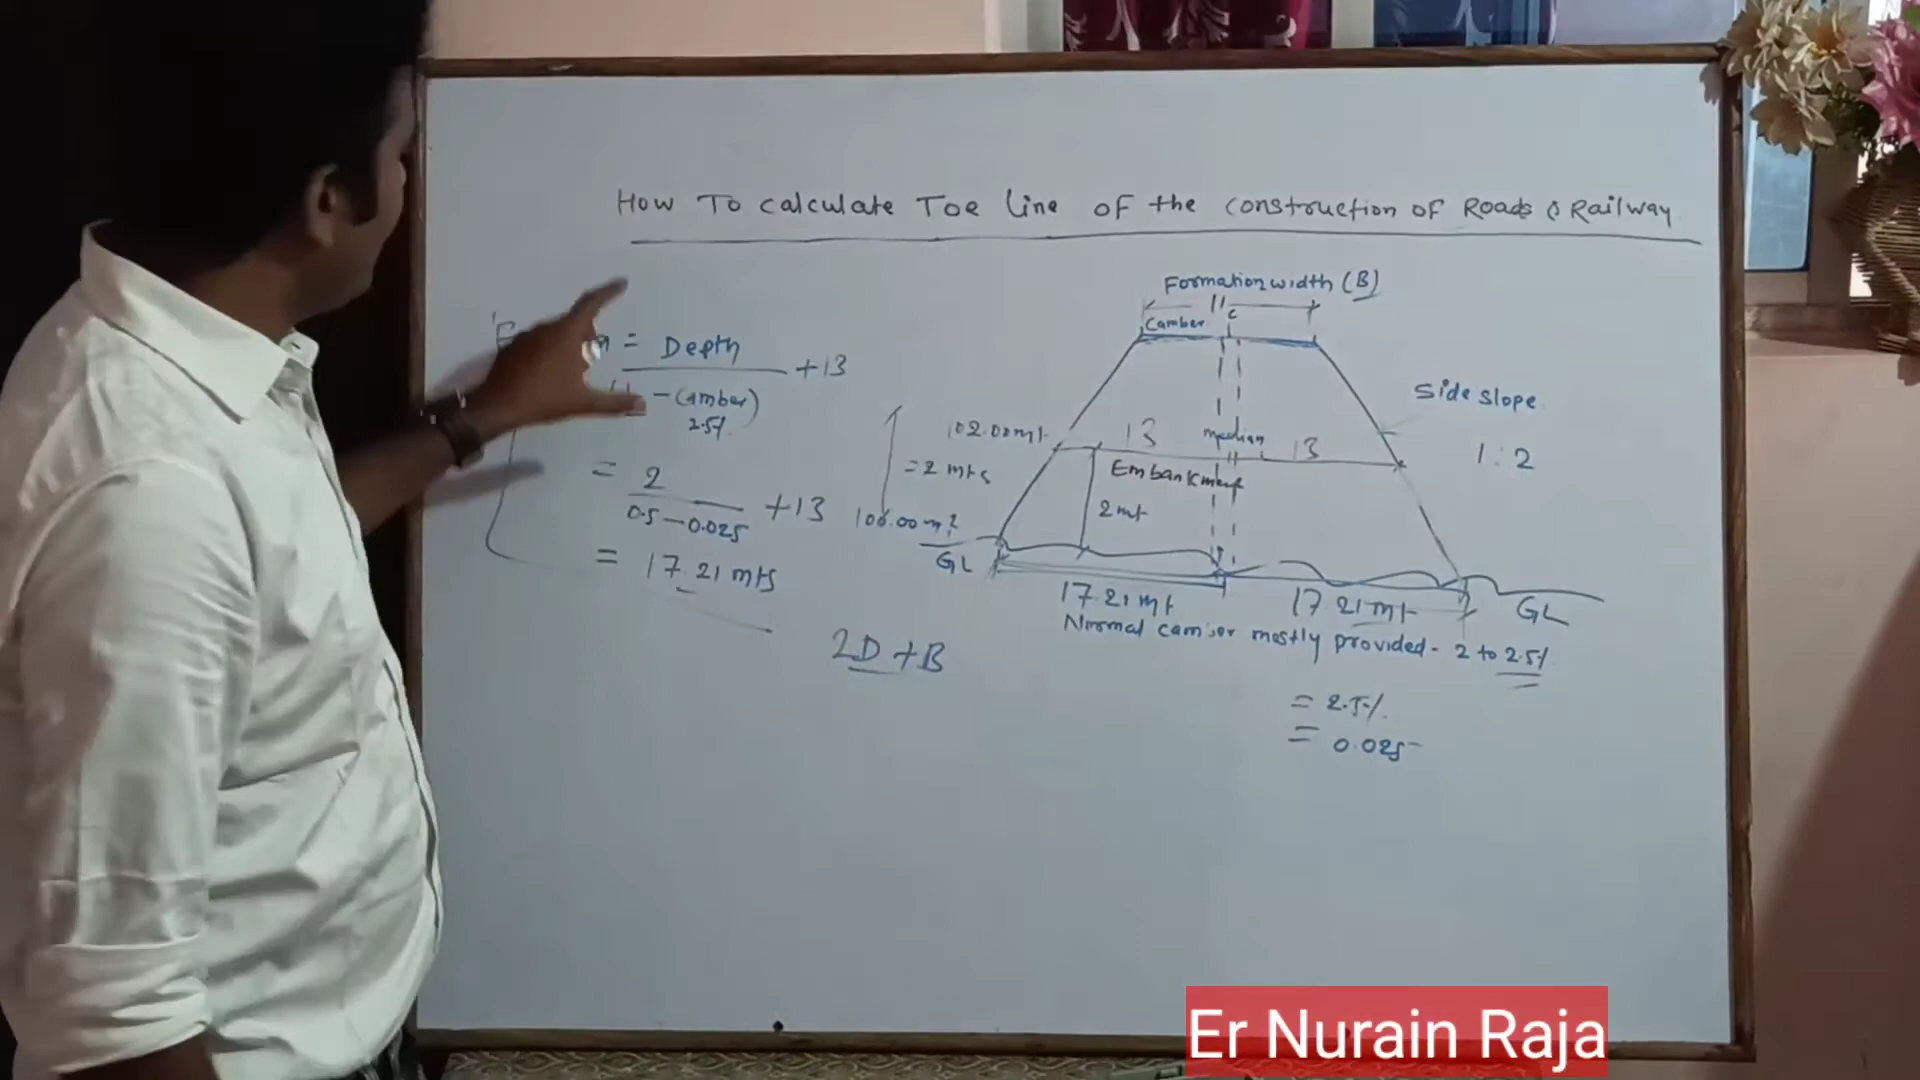 How To calculate Toe line of the construction of Roads & Railway
Formation width (B)
Camber
C
= Depth
- Camber)
2.5%
+13
= 2
0.5-0.025
+13
= 17.21 mts
2D+B
102.00mt
= 2 mts
100.00m
13
median
13
Embankment
2mt
Side slope
1:2
GL
GL
17.21mt
17.21mt
Normal camber mostly provided - 2 to 2.5%
= 2.5%
= 0.025
Er Nurain Raja